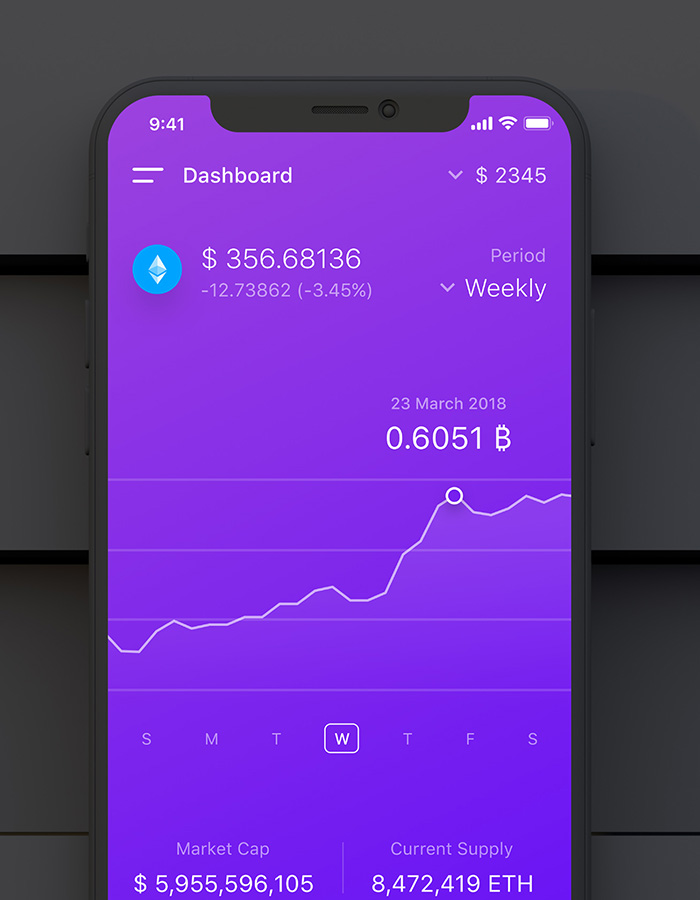 9:41
Dashboard
$ 2345
$ 356.68136
-12.73862 (-3.45%)
Period
Weekly
23 March 2018
0.6051 ₿
S M T W T F S
Market Cap
$ 5,955,596,105
Current Supply
8,472,419 ETH